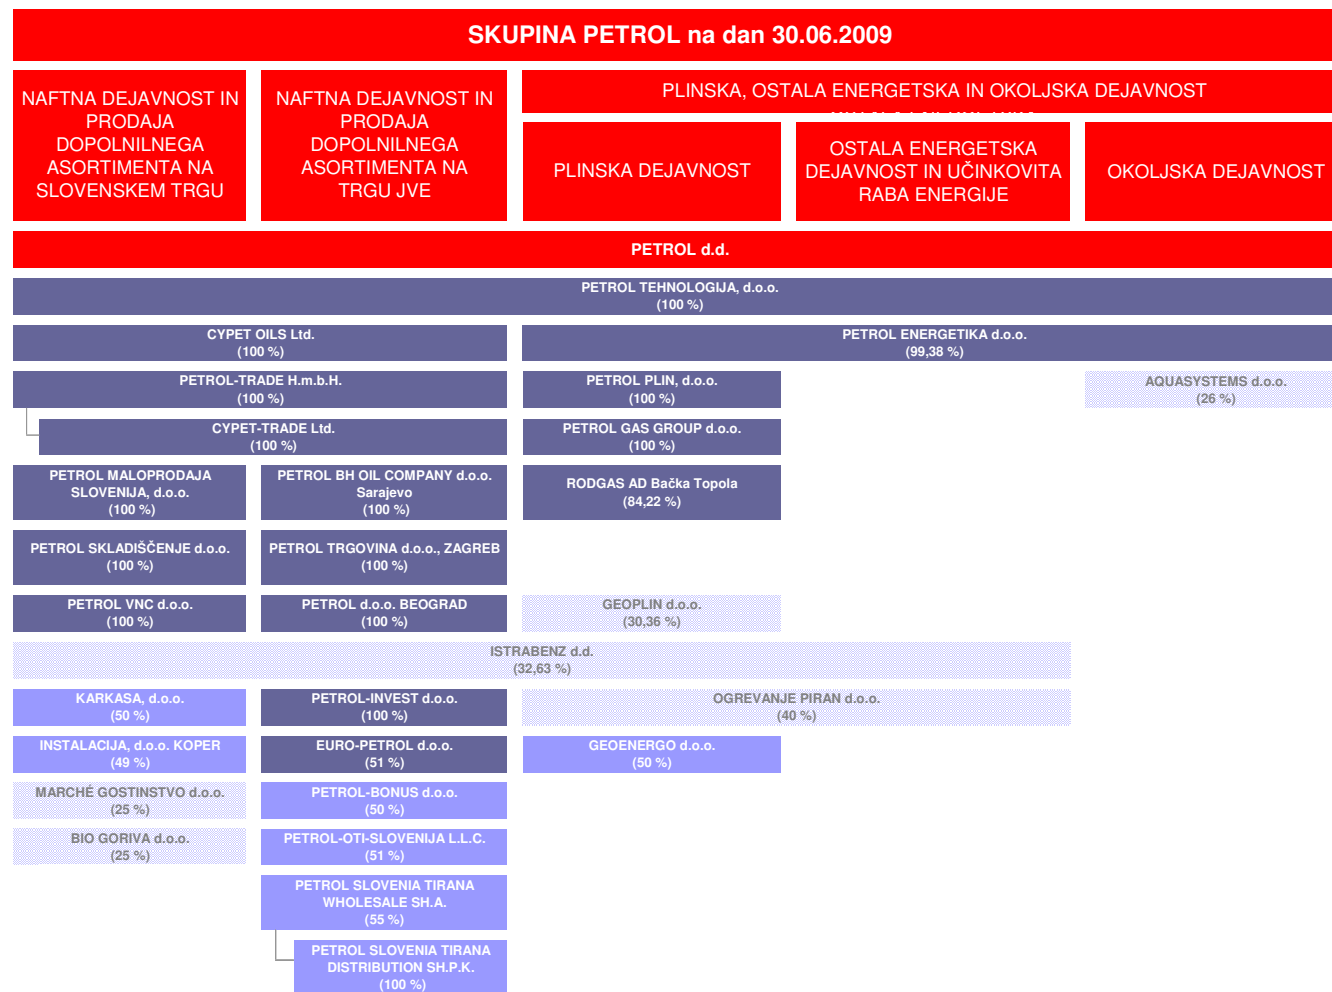 SKUPINA PETROL na dan 30.06.2009
NAFTNA DEJAVNOST IN
PRODAJA
DOPOLNILNEGA
ASORTIMENTA NA
SLOVENSKEM TRGU
NAFTNA DEJAVNOST IN
PRODAJA
DOPOLNILNEGA
ASORTIMENTA NA
TRGU JVE
PLINSKA, OSTALA ENERGETSKA IN OKOLJSKA DEJAVNOST
PLINSKA DEJAVNOST
OSTALA ENERGETSKA
DEJAVNOST IN UČINKOVITA
RABA ENERGIJE
OKOLJSKA DEJAVNOST
PETROL d.d.
PETROL TEHNOLOGIJA, d.o.o.
(100 %)
CYPET OILS Ltd.
(100 %)
PETROL ENERGETIKA d.o.o.
(99,38 %)
PETROL-TRADE H.m.b.H.
(100 %)
PETROL PLIN, d.o.o.
(100 %)
AQUASYSTEMS d.o.o.
(26 %)
CYPET-TRADE Ltd.
(100 %)
PETROL GAS GROUP d.o.o.
(100 %)
PETROL MALOPRODAJA
SLOVENIJA, d.o.o.
(100 %)
PETROL BH OIL COMPANY d.o.o.
Sarajevo
(100 %)
RODGAS AD Bačka Topola
(84,22 %)
PETROL SKLADIŠČENJE d.o.o.
(100 %)
PETROL TRGOVINA d.o.o., ZAGREB
(100 %)
PETROL VNC d.o.o.
(100 %)
PETROL d.o.o. BEOGRAD
(100 %)
GEOPLIN d.o.o.
(30,36 %)
ISTRABENZ d.d.
(32,63 %)
KARKASA, d.o.o.
(50 %)
PETROL-INVEST d.o.o.
(100 %)
OGREVANJE PIRAN d.o.o.
(40 %)
INSTALACIJA, d.o.o. KOPER
(49 %)
EURO-PETROL d.o.o.
(51 %)
GEOENERGO d.o.o.
(50 %)
MARCHÉ GOSTINSTVO d.o.o.
(25 %)
PETROL-BONUS d.o.o.
(50 %)
BIO GORIVA d.o.o.
(25 %)
PETROL-OTI-SLOVENIJA L.L.C.
(51 %)
PETROL SLOVENIA TIRANA
WHOLESALE SH.A.
(55 %)
PETROL SLOVENIA TIRANA
DISTRIBUTION SH.P.K.
(100 %)